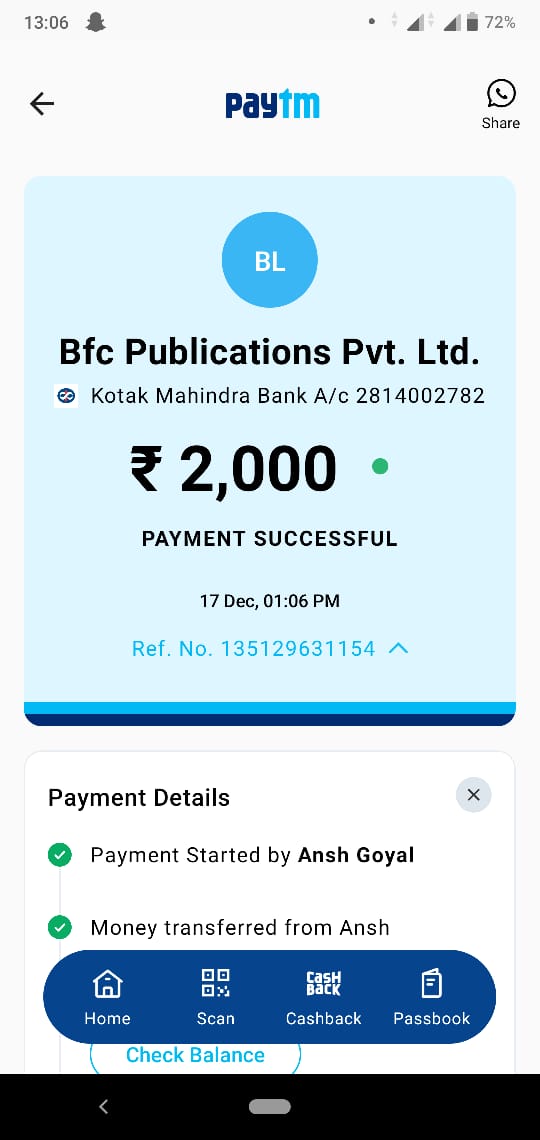 13:06
72%
paytm
Share
BL
Bfc Publications Pvt. Ltd.
Kotak Mahindra Bank A/c 2814002782
₹ 2,000
PAYMENT SUCCESSFUL
17 Dec, 01:06 PM
Ref. No. 135129631154
Payment Details
Payment Started by Ansh Goyal
Money transferred from Ansh
CASH BACK
Home
Scan
Cashback
Passbook
Check Balance